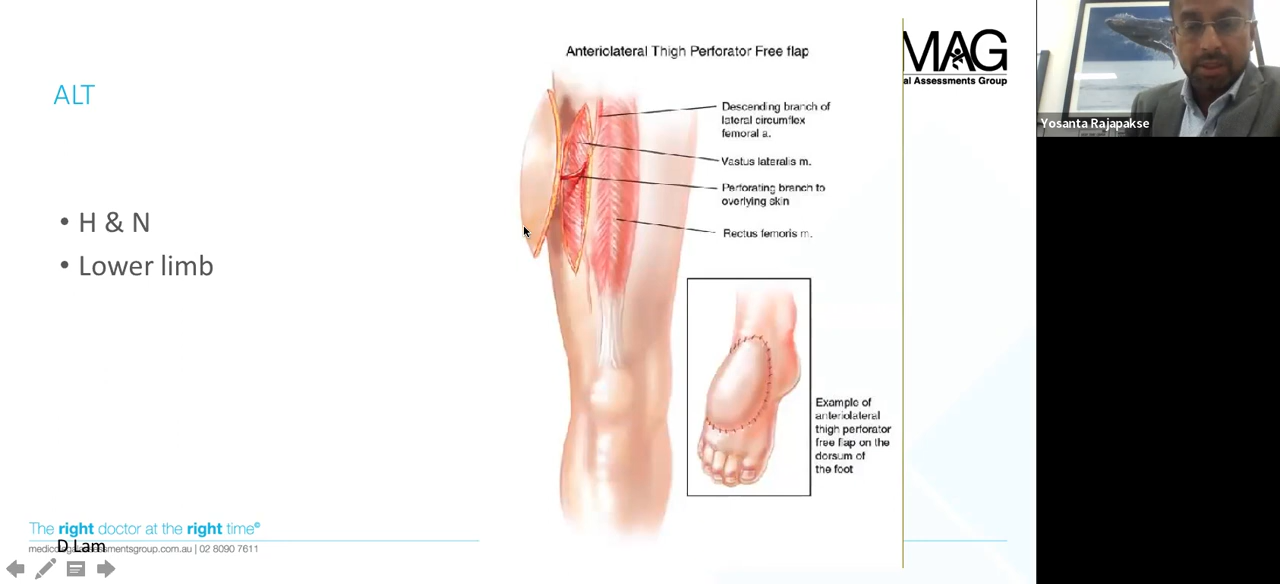 ALT
• H & N
• Lower limb
Anteriolateral Thigh Perforator Free flap
Descending branch of
lateral circumflex
femoral a.
Vastus lateralis m.
Perforating branch to
overlying skin
Rectus femoris m.
Example of
anteriolateral
thigh perforator
free flap on the
dorsum of
the foot
MAG
al Assessments Group
Yosanta Rajapakse
The right doctor at the right time©
D Lam
assessmentsgroup.com.au | 02 8090 7611